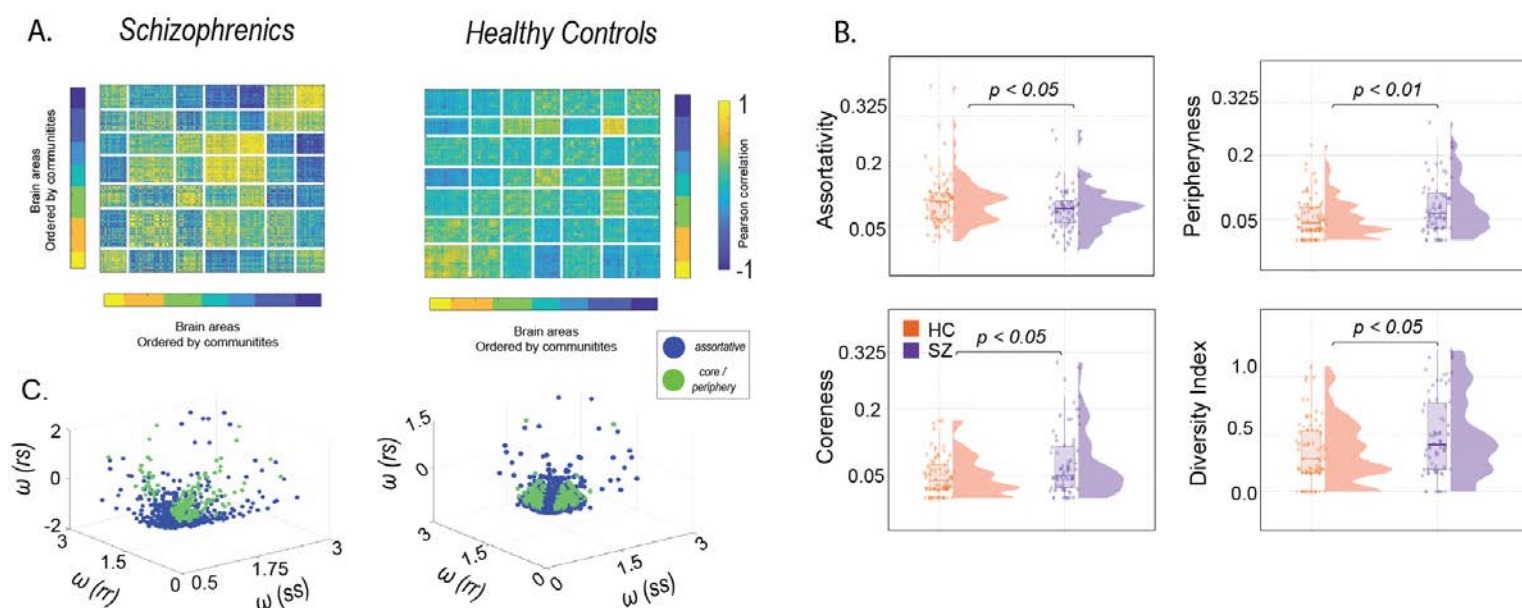 A.
Schizophrenics
Healthy Controls
Brain areas
Ordered by communitites
Brain areas
Ordered by communitites
Brain areas
Ordered by communitites
1
Pearson correlation
-1
B.
Assortativity
0.325
0.2
0.05
p < 0.05
Peripheryness
0.325
0.2
0.05
p < 0.01
Coreness
0.325
0.2
0.05
HC
SZ
p < 0.05
Diversity Index
1.0
0.5
0.0
p < 0.05
assortative
core /
periphery
C.
ω (rs)
2
0
-2
3
1.5
0
ω (rr)
0.5
1.75
3
ω (ss)
ω (rs)
1.5
0
3
1.5
0
ω (rr)
0
1.5
3
ω (ss)